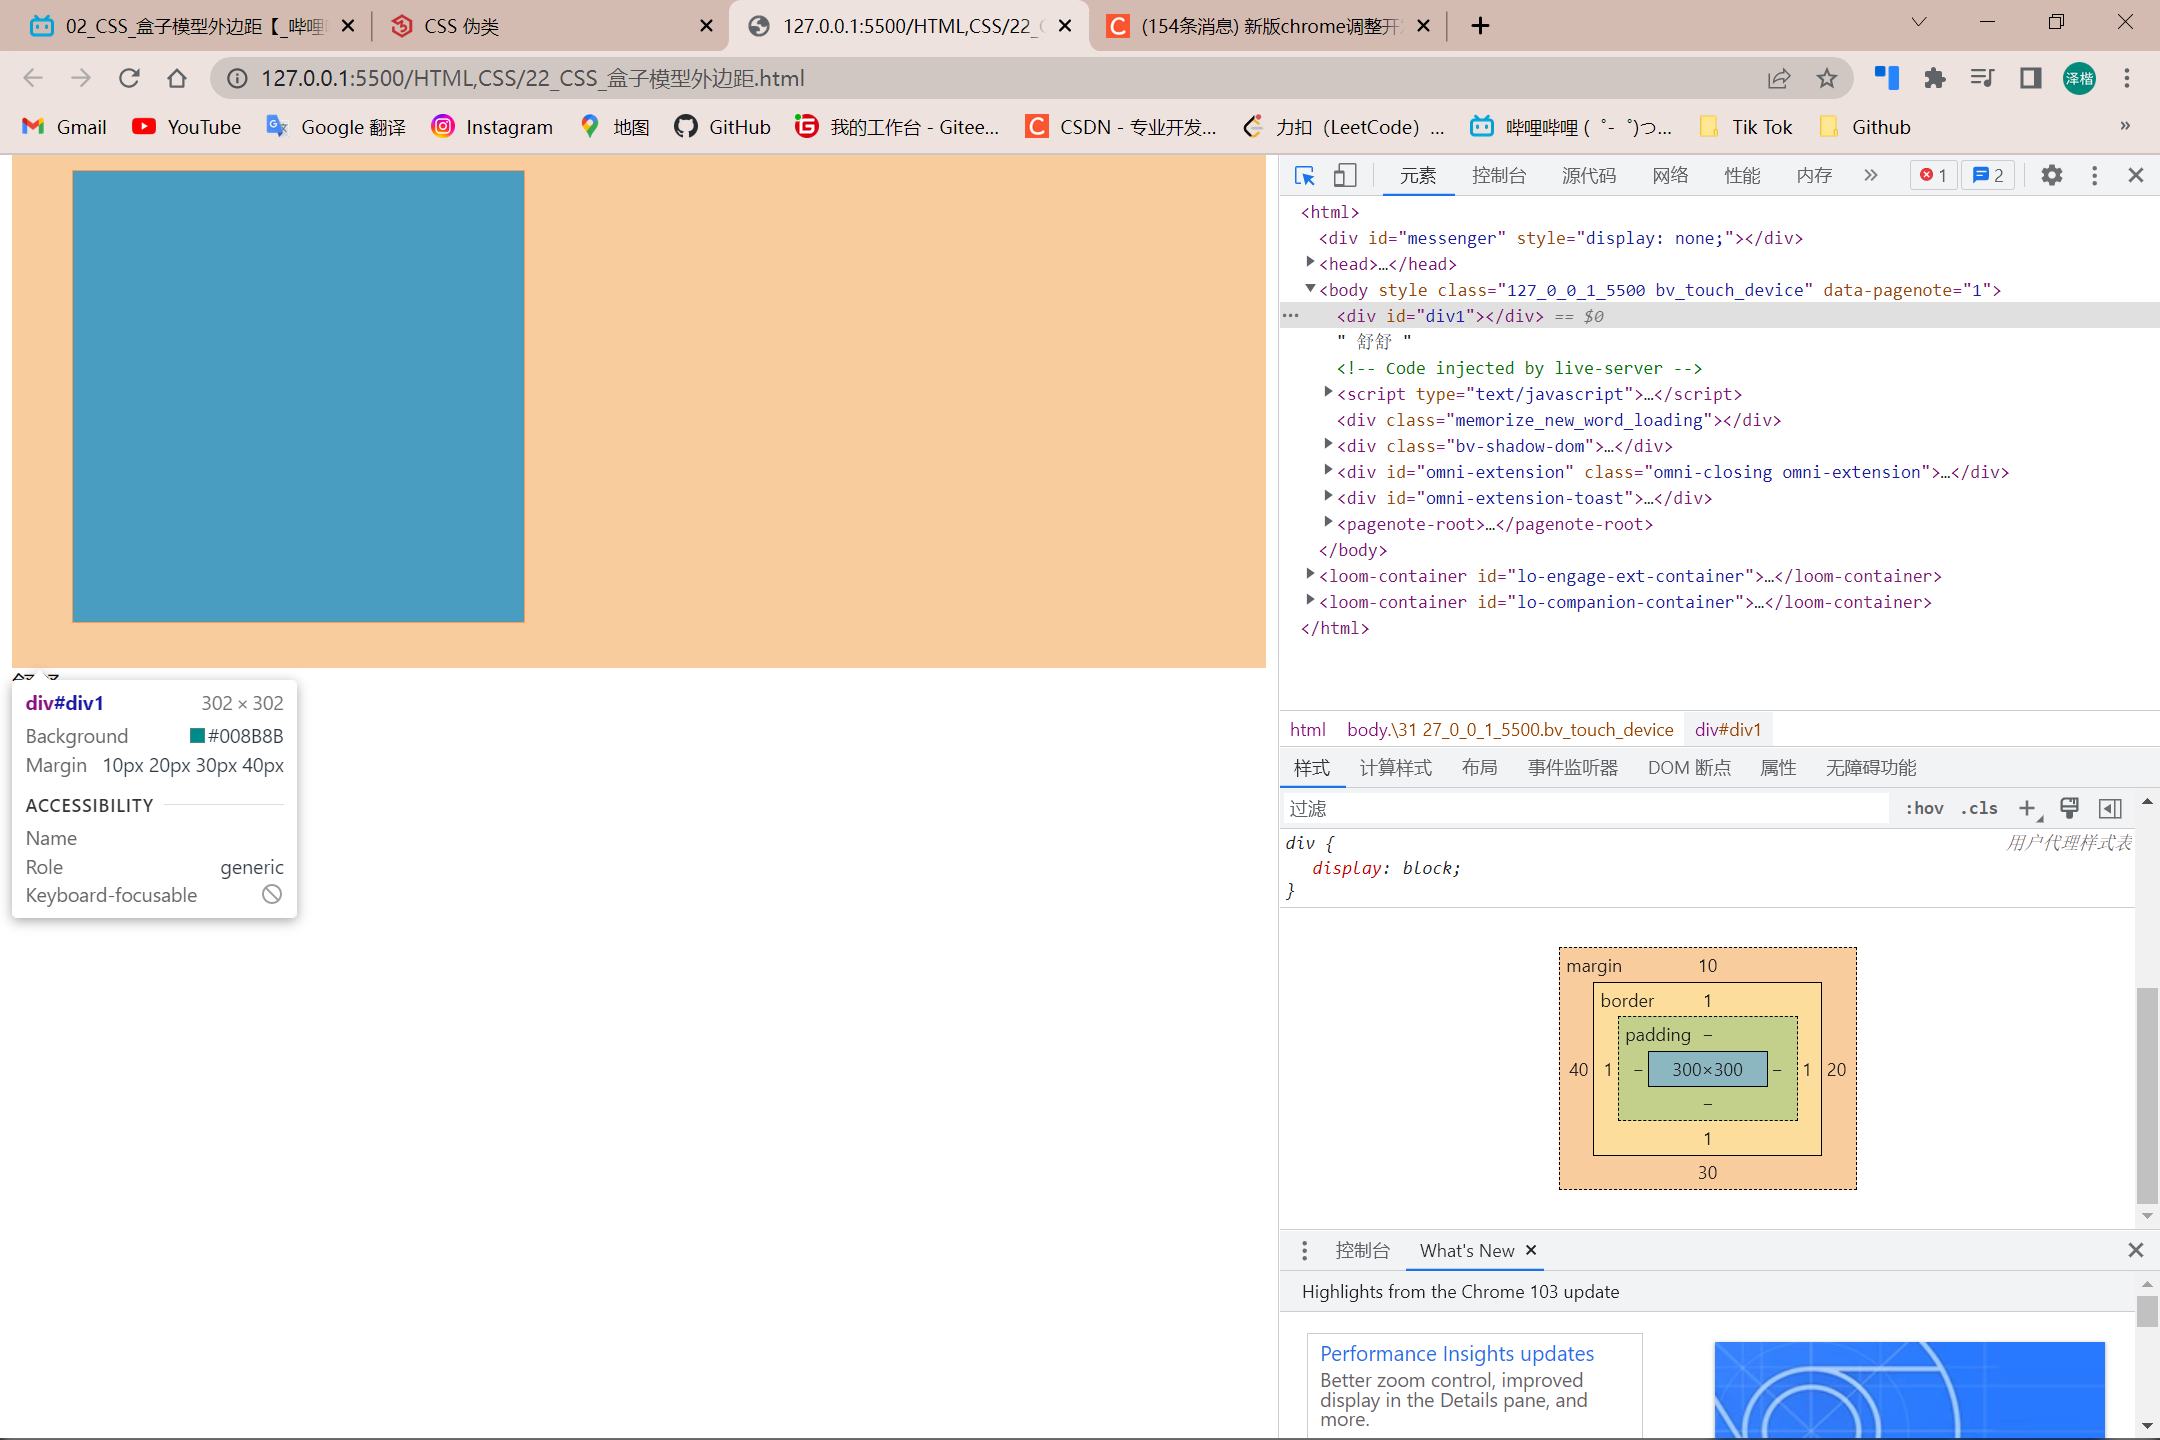 02_CSS_盒子模型外边距【_哔哩
CSS 伪类
127.0.0.1:5500/HTML,CSS/22_C
(154条消息) 新版chrome调整开
127.0.0.1:5500/HTML,CSS/22_CSS_盒子模型外边距.html
泽楷
Gmail
YouTube
Google 翻译
Instagram
地图
GitHub
我的工作台 - Gitee...
CSDN - 专业开发...
力扣（LeetCode）...
哔哩哔哩 (゜-゜)つ...
Tik Tok
Github
»
元素
控制台
源代码
网络
性能
内存
»
1
2
<html>
<div id="messenger" style="display: none;"></div>
<head>…</head>
<body style class="127_0_0_1_5500 bv_touch_device" data-pagenote="1">
<div id="div1"></div> == $0
" 舒舒 "
<!-- Code injected by live-server -->
<script type="text/javascript">…</script>
<div class="memorize_new_word_loading"></div>
<div class="bv-shadow-dom">…</div>
<div id="omni-extension" class="omni-closing omni-extension">…</div>
<div id="omni-extension-toast">…</div>
<pagenote-root>…</pagenote-root>
</body>
<loom-container id="lo-engage-ext-container">…</loom-container>
<loom-container id="lo-companion-container">…</loom-container>
</html>
div#div1 302 × 302
Background #008B8B
Margin 10px 20px 30px 40px
ACCESSIBILITY
Name
Role generic
Keyboard-focusable
html body.\31 27_0_0_1_5500.bv_touch_device div#div1
样式 计算样式 布局 事件监听器 DOM 断点 属性 无障碍功能
过滤
:hov .cls
div { 用户代理样式表
display: block;
}
margin 10
border 1
padding –
40 1 – 300×300 – 1 20
–
1
30
控制台
What's New
Highlights from the Chrome 103 update
Performance Insights updates
Better zoom control, improved
display in the Details pane, and
more.